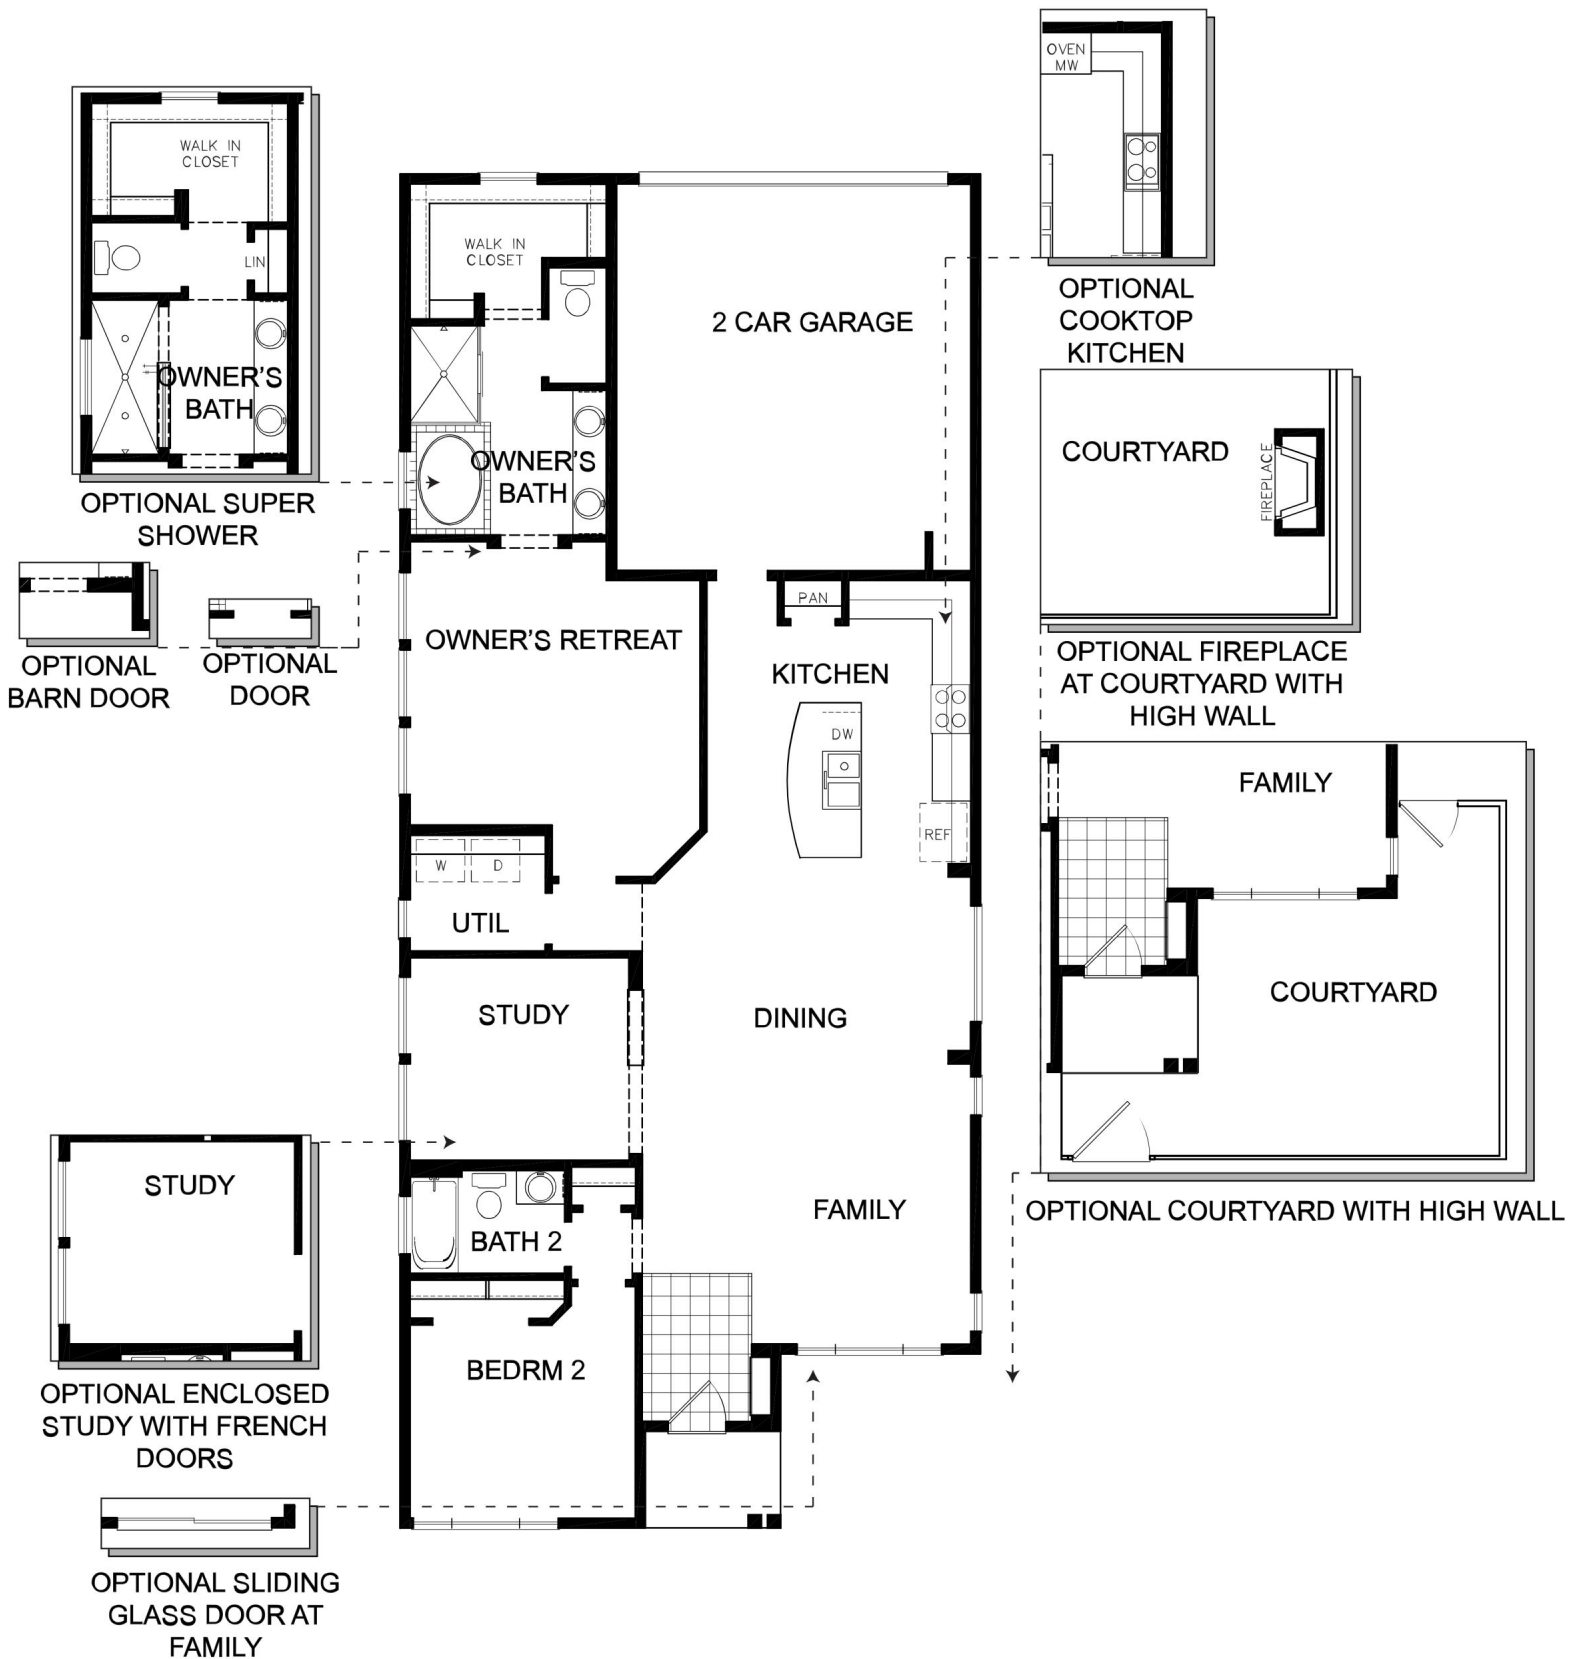 OVEN
MW
OPTIONAL
COOKTOP
KITCHEN
WALK IN
CLOSET
LIN
OWNER'S
BATH
OPTIONAL SUPER
SHOWER
WALK IN
CLOSET
2 CAR GARAGE
OWNER'S
BATH
COURTYARD
FIREPLACE
OPTIONAL FIREPLACE
AT COURTYARD WITH
HIGH WALL
OPTIONAL
BARN DOOR
OPTIONAL
DOOR
OWNER'S RETREAT
PAN
KITCHEN
DW
REF
W
D
UTIL
STUDY
DINING
FAMILY
COURTYARD
OPTIONAL COURTYARD WITH HIGH WALL
STUDY
OPTIONAL ENCLOSED
STUDY WITH FRENCH
DOORS
BATH 2
FAMILY
BEDRM 2
OPTIONAL SLIDING
GLASS DOOR AT
FAMILY